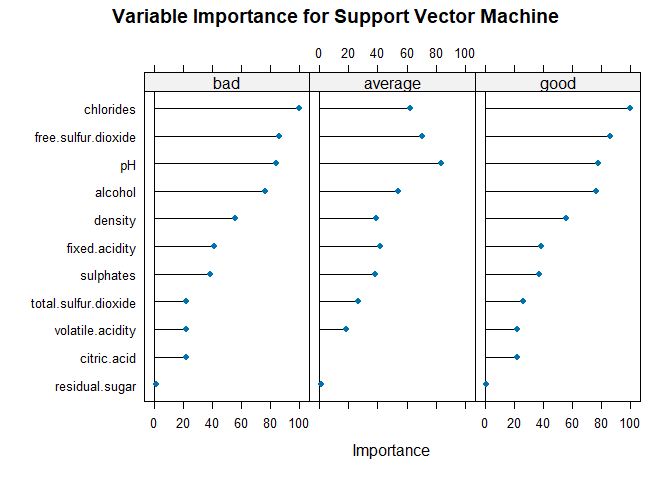 Variable Importance for Support Vector Machine
0 20 40 60 80 100
bad average good
chlorides
free.sulfur.dioxide
pH
alcohol
density
fixed.acidity
sulphates
total.sulfur.dioxide
volatile.acidity
citric.acid
residual.sugar
0 20 40 60 80 100 0 20 40 60 80 100
Importance